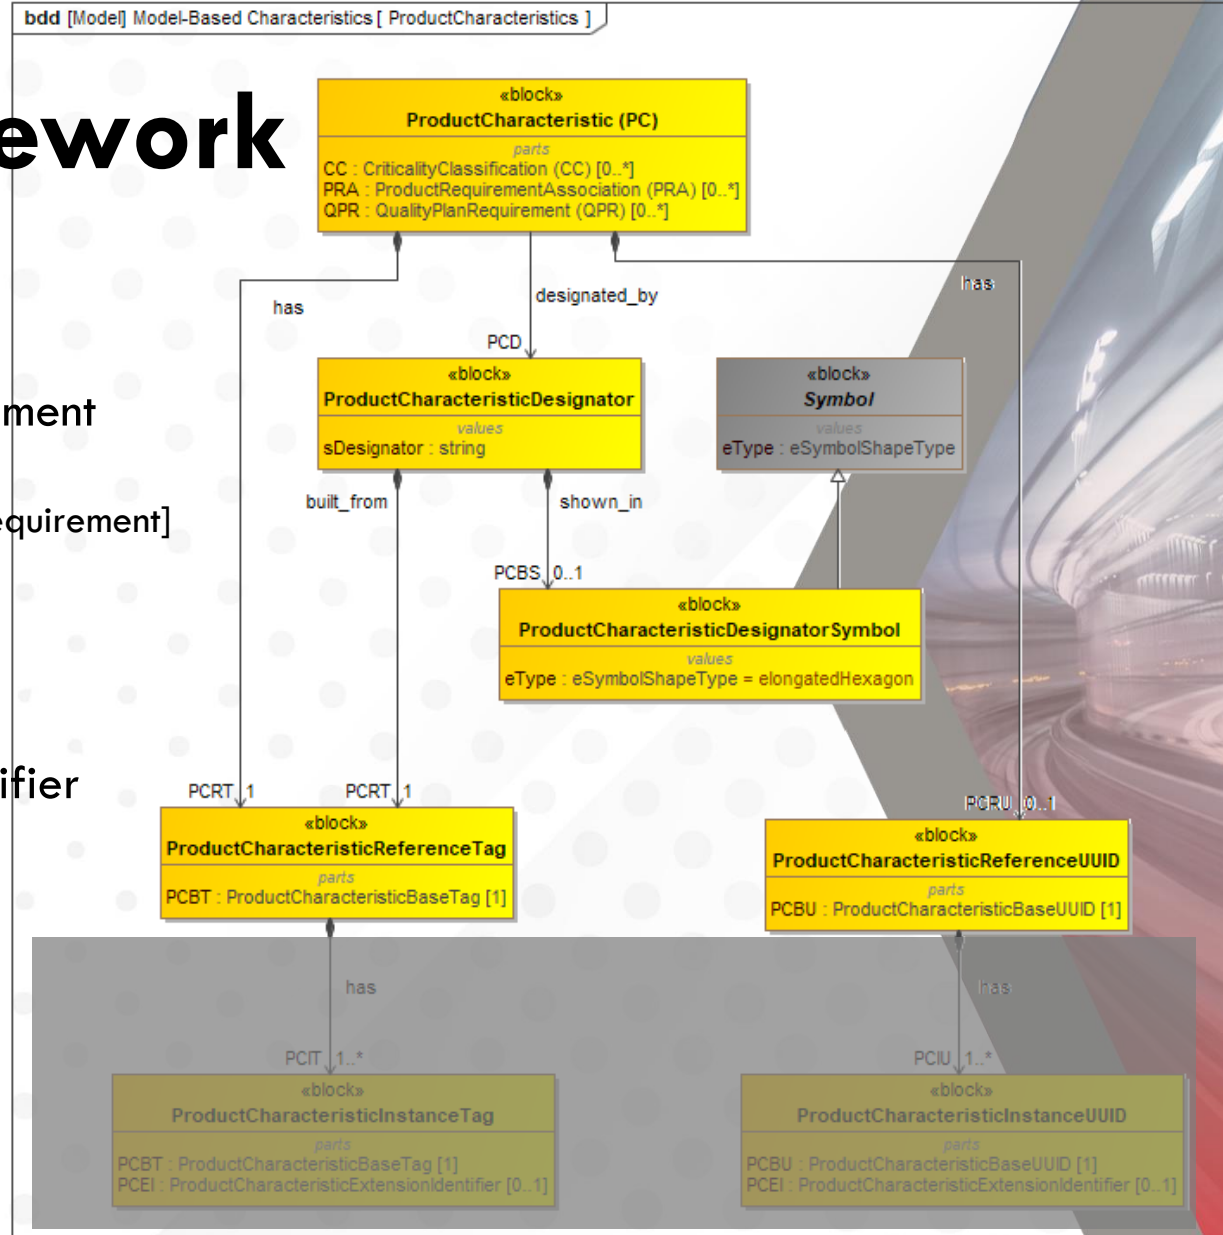 bdd [Model] Model-Based Characteristics [ ProductCharacteristics ]
ework
«block»
ProductCharacteristic (PC)
parts
CC : CriticalityClassification (CC) [0..*]
PRA : ProductRequirementAssociation (PRA) [0..*]
QPR : QualityPlanRequirement (QPR) [0..*]
has
designated_by
has
PCD
«block»
ProductCharacteristicDesignator
values
sDesignator : string
«block»
Symbol
values
eType : eSymbolShapeType
ment
built_from
shown_in
equirement]
PCBS 0..1
«block»
ProductCharacteristicDesignatorSymbol
values
eType : eSymbolShapeType = elongatedHexagon
ifier
PCRT 1
PCRT 1
PCRU 0..1
«block»
ProductCharacteristicReferenceTag
parts
PCBT : ProductCharacteristicBaseTag [1]
«block»
ProductCharacteristicReferenceUUID
parts
PCBU : ProductCharacteristicBaseUUID [1]
has
has
PCIT 1..*
PCIU 1..*
«block»
ProductCharacteristicInstanceTag
parts
PCBT : ProductCharacteristicBaseTag [1]
PCEI : ProductCharacteristicExtensionIdentifier [0..1]
«block»
ProductCharacteristicInstanceUUID
parts
PCBU : ProductCharacteristicBaseUUID [1]
PCEI : ProductCharacteristicExtensionIdentifier [0..1]